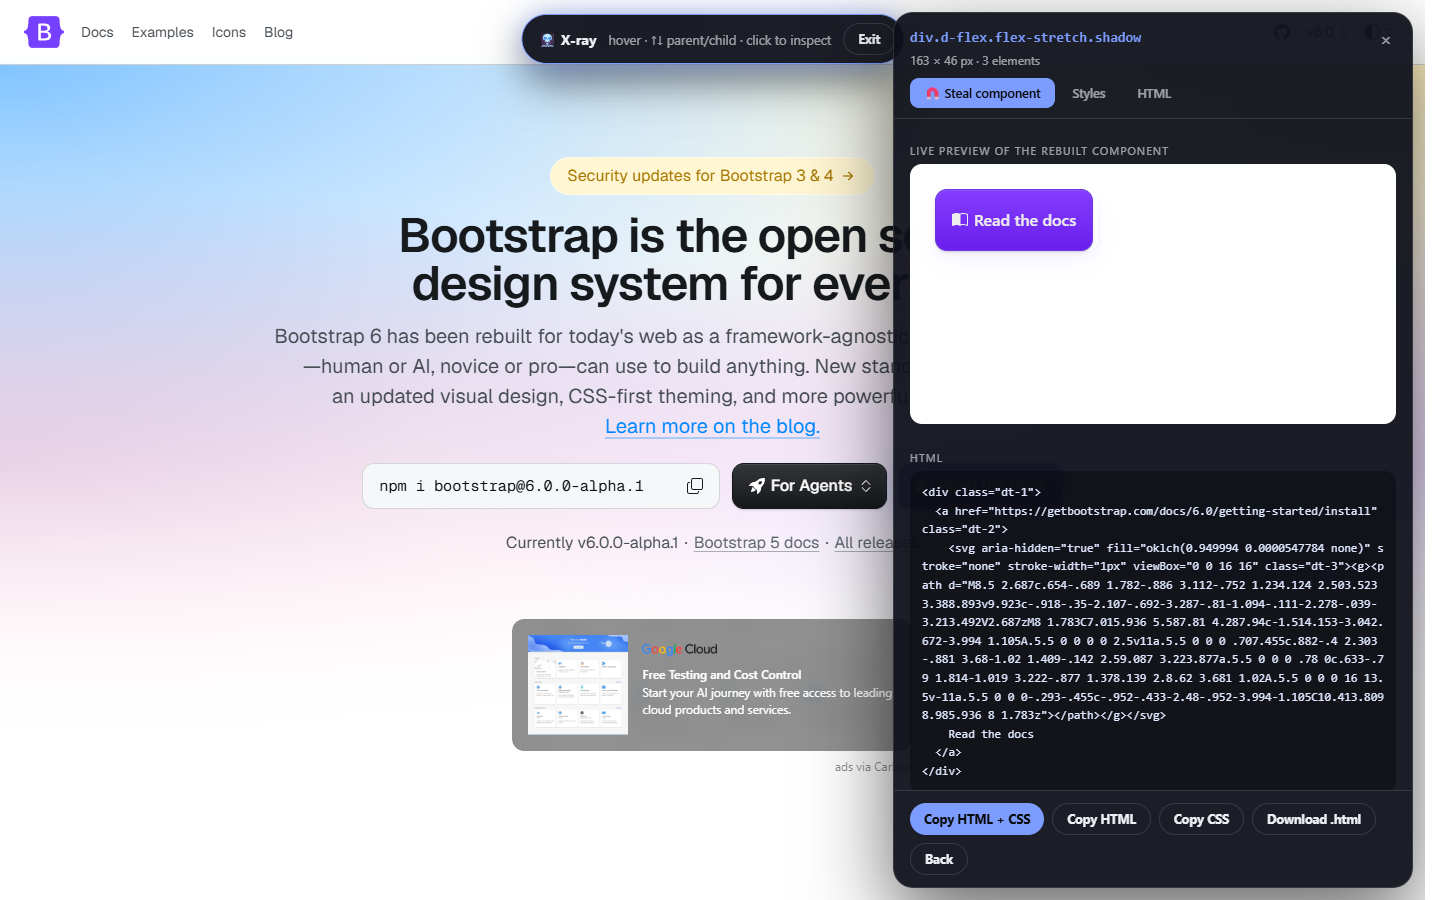 B Docs Examples Icons Blog
X-ray hover · ↑↓ parent/child · click to inspect Exit
Security updates for Bootstrap 3 & 4 →
Bootstrap is the open s
design system for ever
Bootstrap 6 has been rebuilt for today's web as a framework-agnostic
—human or AI, novice or pro—can use to build anything. New stand
an updated visual design, CSS-first theming, and more powerfu
Learn more on the blog.
npm i bootstrap@6.0.0-alpha.1
For Agents
Currently v6.0.0-alpha.1 · Bootstrap 5 docs · All releases
Google Cloud
Free Testing and Cost Control
Start your AI journey with free access to leading
cloud products and services.
ads via Car
div.d-flex.flex-stretch.shadow
v6.0
×
163 × 46 px · 3 elements
Steal component Styles HTML
LIVE PREVIEW OF THE REBUILT COMPONENT
Read the docs
HTML
<div class="dt-1">
<a href="https://getbootstrap.com/docs/6.0/getting-started/install"
class="dt-2">
<svg aria-hidden="true" fill="oklch(0.949994 0.0000547784 none)" s
troke="none" stroke-width="1px" viewBox="0 0 16 16" class="dt-3"><g><p
ath d="M8.5 2.687c.654-.689 1.782-.886 3.112-.752 1.234.124 2.503.523
3.388.893v9.923c-.918-.35-2.107-.692-3.287-.81-1.094-.111-2.278-.039-
3.213.492V2.687zM8 1.783C7.015.936 5.587.81 4.287.94c-1.514.153-3.042.
672-3.994 1.105A.5.5 0 0 0 0 2.5v11a.5.5 0 0 0 .707.455c.882-.4 2.303
-.881 3.68-1.02 1.409-.142 2.59.087 3.223.877a.5.5 0 0 0 .78 0c.633-.7
9 1.814-1.019 3.222-.877 1.378.139 2.8.62 3.681 1.02A.5.5 0 0 0 16 13.
5v-11a.5.5 0 0 0-.293-.455c-.952-.433-2.48-.952-3.994-1.105C10.413.809
8.985.936 8 1.783z"></path></g></svg>
Read the docs
</a>
</div>
Copy HTML + CSS Copy HTML Copy CSS Download .html
Back